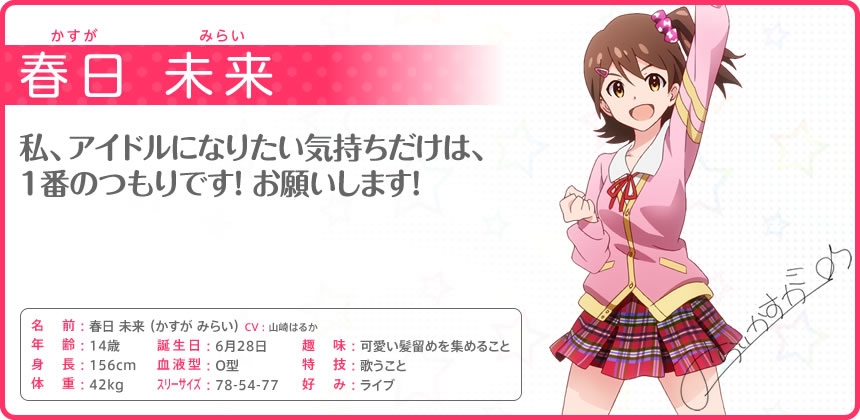 かすが みらい
春日 未来
私、アイドルになりたい気持ちだけは、
1番のつもりです! お願いします!
名 前 : 春日 未来 (かすが みらい) CV : 山崎はるか
年 齢 : 14歳 誕生日 : 6月28日 趣 味 : 可愛い髪留めを集めること
身 長 : 156cm 血液型 : O型 特 技 : 歌うこと
体 重 : 42kg スリーサイズ : 78-54-77 好 み : ライブ